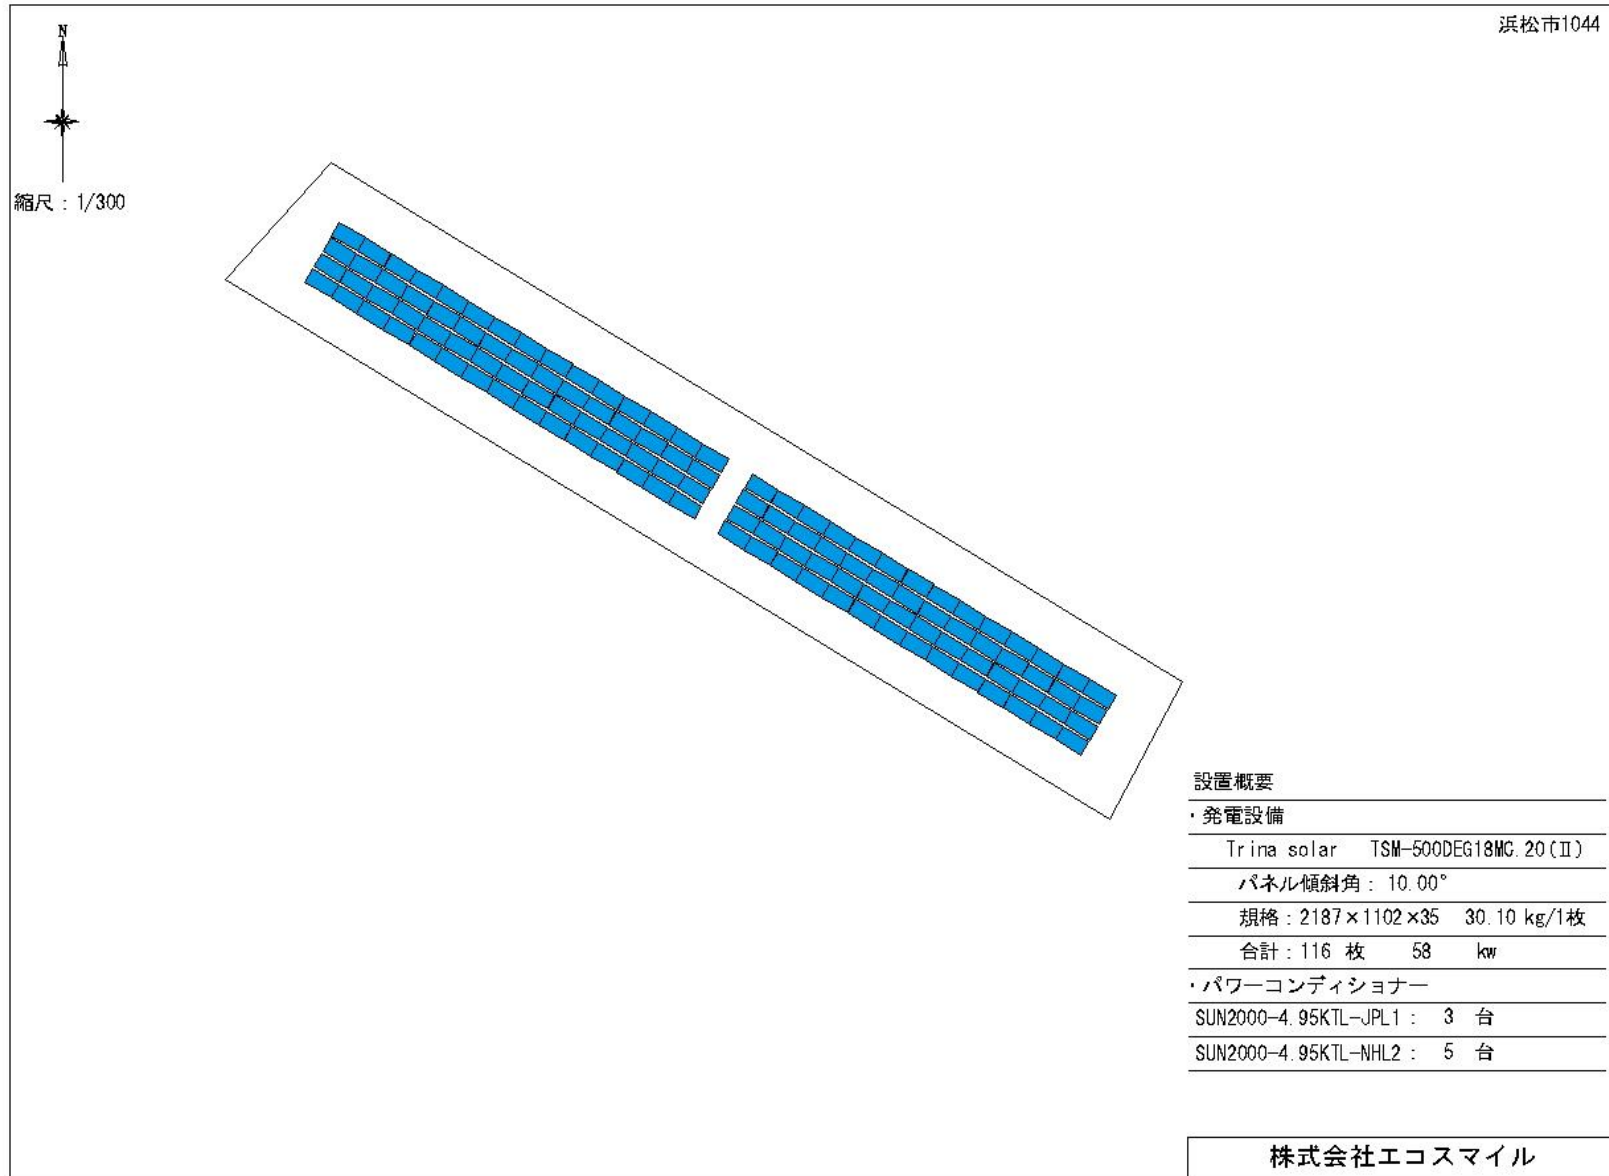 浜松市1044
N
縮尺：1/300
設置概要
・発電設備
Trina solar TSM-500DEG18MC.20(Ⅱ)
パネル傾斜角：10.00°
規格：2187×1102×35 30.10 kg/1枚
合計：116 枚 58 kw
・パワーコンディショナー
SUN2000-4.95KTL-JPL1： 3 台
SUN2000-4.95KTL-NHL2： 5 台
株式会社エコスマイル